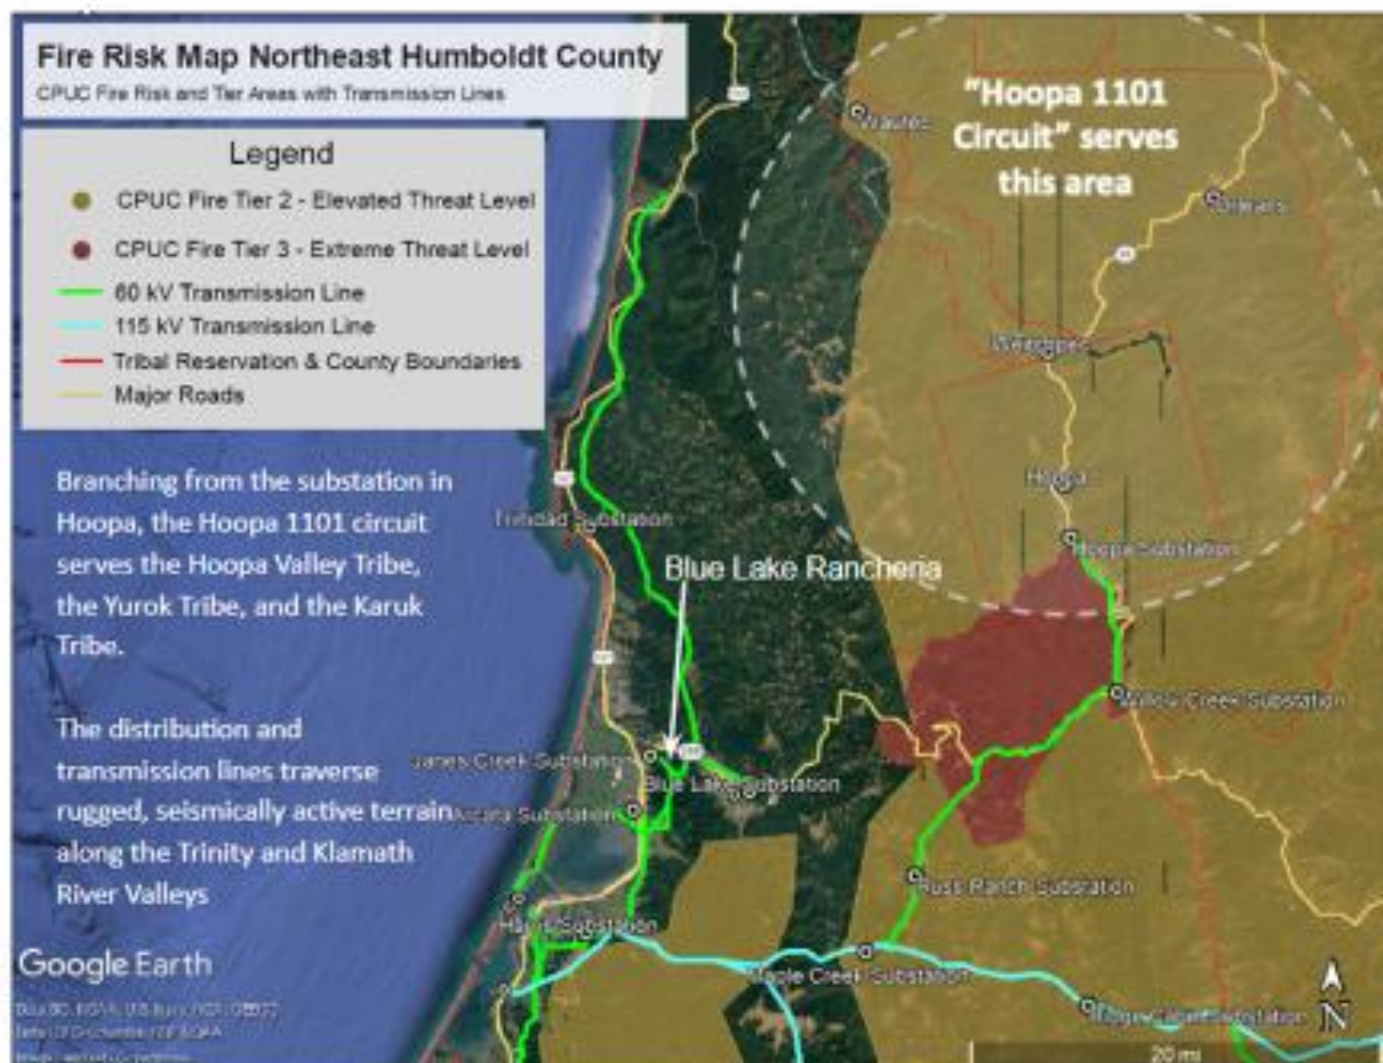 Fire Risk Map Northeast Humboldt County
CPUC Fire Risk and Tier Areas with Transmission Lines
Legend
CPUC Fire Tier 2 - Elevated Threat Level
CPUC Fire Tier 3 - Extreme Threat Level
60 kV Transmission Line
115 kV Transmission Line
Tribal Reservation & County Boundaries
Major Roads
"Hoopa 1101
Circuit" serves
this area
Orleans
Hoopa
Hoopa Substation
Trinidad Substation
Blue Lake Rancheria
Willow Creek Substation
Janes Creek Substation
Blue Lake Substation
Arcata Substation
Russ Ranch Substation
Harris Substation
Maple Creek Substation
Substation
Branching from the substation in
Hoopa, the Hoopa 1101 circuit
serves the Hoopa Valley Tribe,
the Yurok Tribe, and the Karuk
Tribe.
The distribution and
transmission lines traverse
rugged, seismically active terrain
along the Trinity and Klamath
River Valleys
Google Earth
N
20 mi